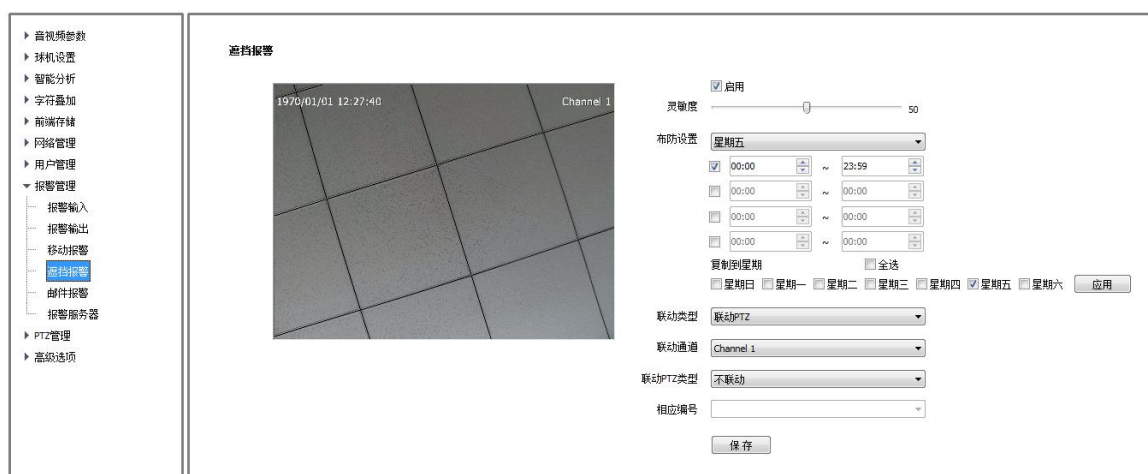 音视频参数
球机设置
智能分析
字符叠加
前端存储
网络管理
用户管理
报警管理
报警输入
报警输出
移动报警
遮挡报警
邮件报警
报警服务器
PTZ管理
高级选项
遮挡报警
1970/01/01 12:27:40 Channel 1
启用
灵敏度 50
布防设置 星期五
00:00 ~ 23:59
00:00 ~ 00:00
00:00 ~ 00:00
00:00 ~ 00:00
复制到星期 全选
星期日 星期一 星期二 星期三 星期四 星期五 星期六 应用
联动类型 联动PTZ
联动通道 Channel 1
联动PTZ类型 不联动
相应编号
保存